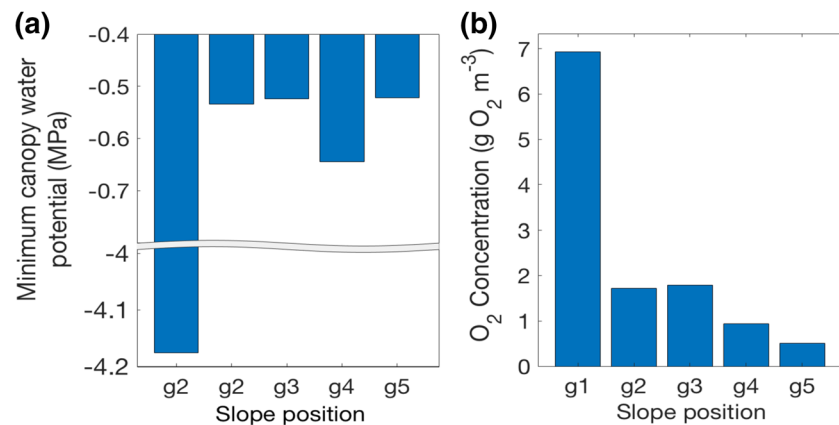 (a)
Minimum canopy water
potential (MPa)
-0.4
-0.5
-0.6
-0.7
-4
-4.1
-4.2
g2 g2 g3 g4 g5
Slope position
(b)
O₂ Concentration (g O₂ m⁻³)
7
6
5
4
3
2
1
0
g1 g2 g3 g4 g5
Slope position